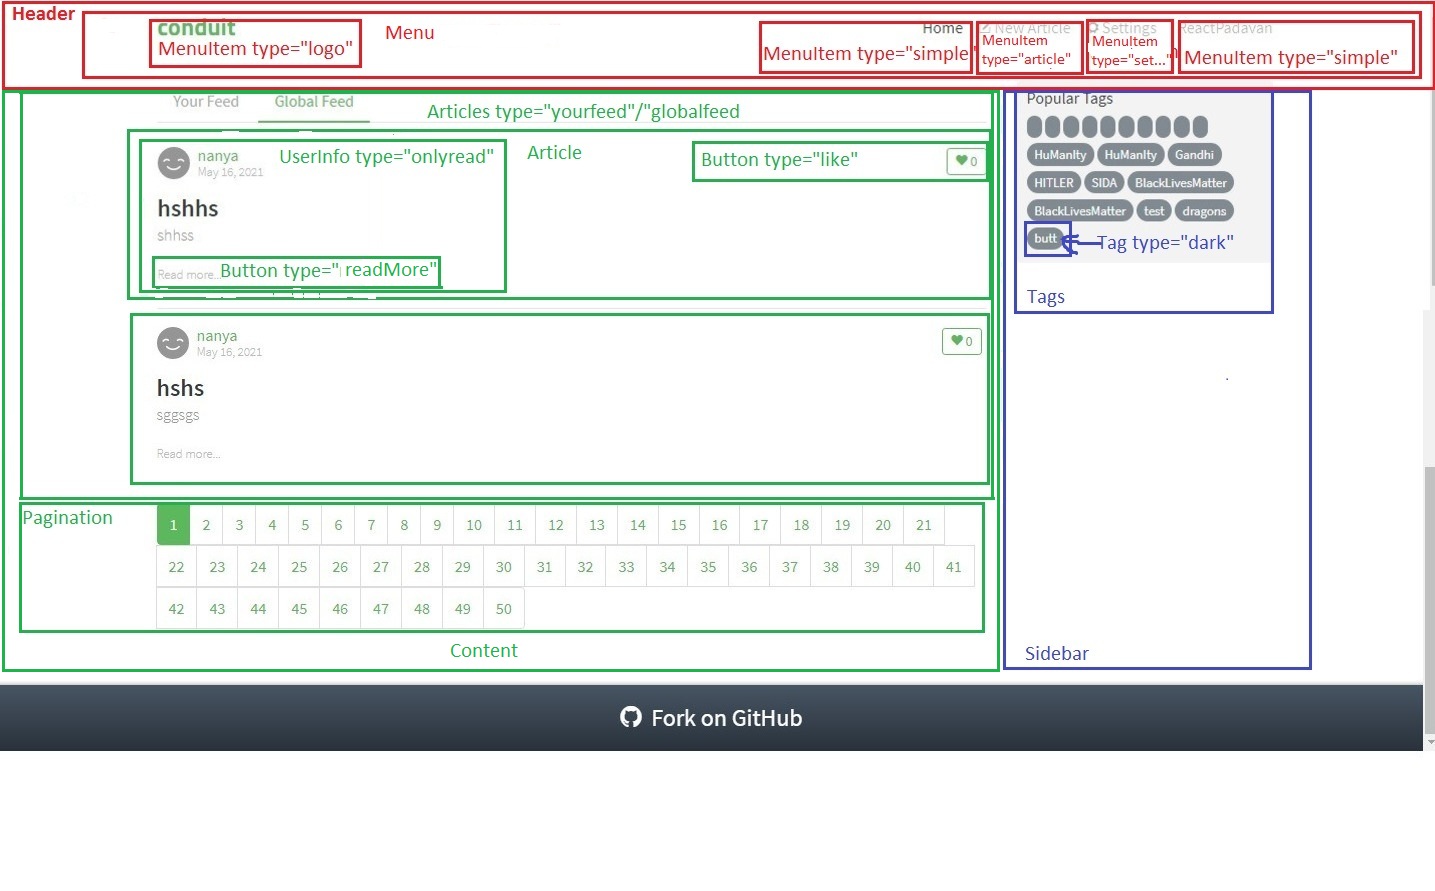 Header
conduit
MenuItem type="logo"
Menu
Home
MenuItem type="simple"
New Article
MenuItem
type="article"
Settings
MenuItem
type="set..."
ReactPadavan
MenuItem type="simple"
Your Feed
Global Feed
Articles type="yourfeed"/"globalfeed
nanya
May 16, 2021
UserInfo type="onlyread"
Article
Button type="like"
0
hshhs
shhss
Read more...
Button type=" readMore"
nanya
May 16, 2021
0
hshs
sggsgs
Read more...
Pagination
1 2 3 4 5 6 7 8 9 10 11 12 13 14 15 16 17 18 19 20 21
22 23 24 25 26 27 28 29 30 31 32 33 34 35 36 37 38 39 40 41
42 43 44 45 46 47 48 49 50
Content
Popular Tags
HuManIty HuManIty Gandhi
HITLER SIDA BlackLivesMatter
BlackLivesMatter test dragons
butt
Tag type="dark"
Tags
Sidebar
Fork on GitHub